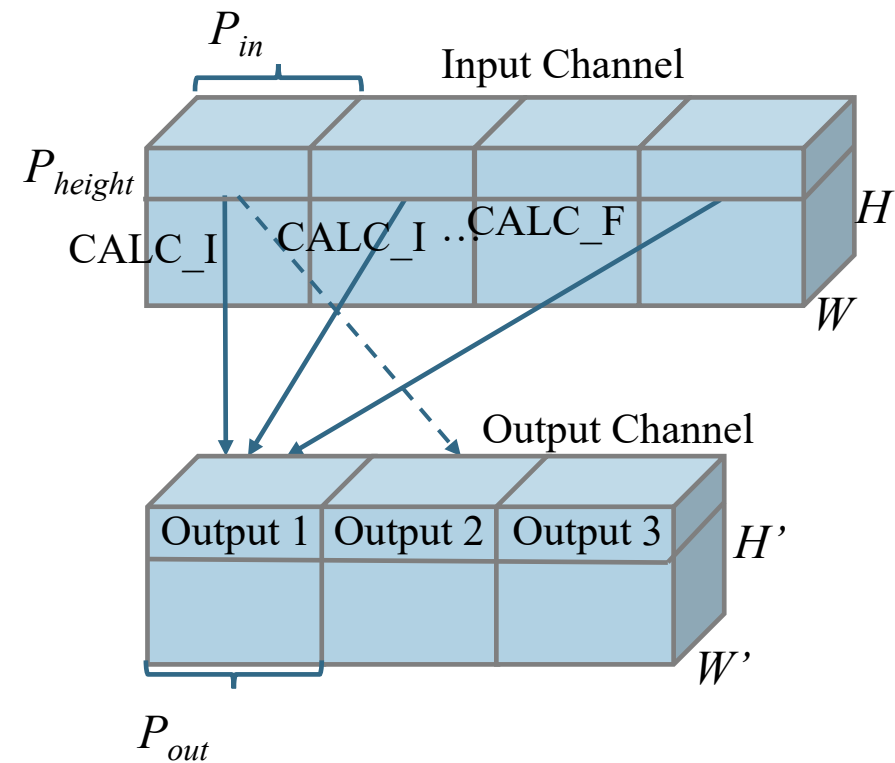 P_in
Input Channel
P_height
H
CALC_I
CALC_I ...
CALC_F
W
Output Channel
Output 1
Output 2
Output 3
H’
W’
P_out